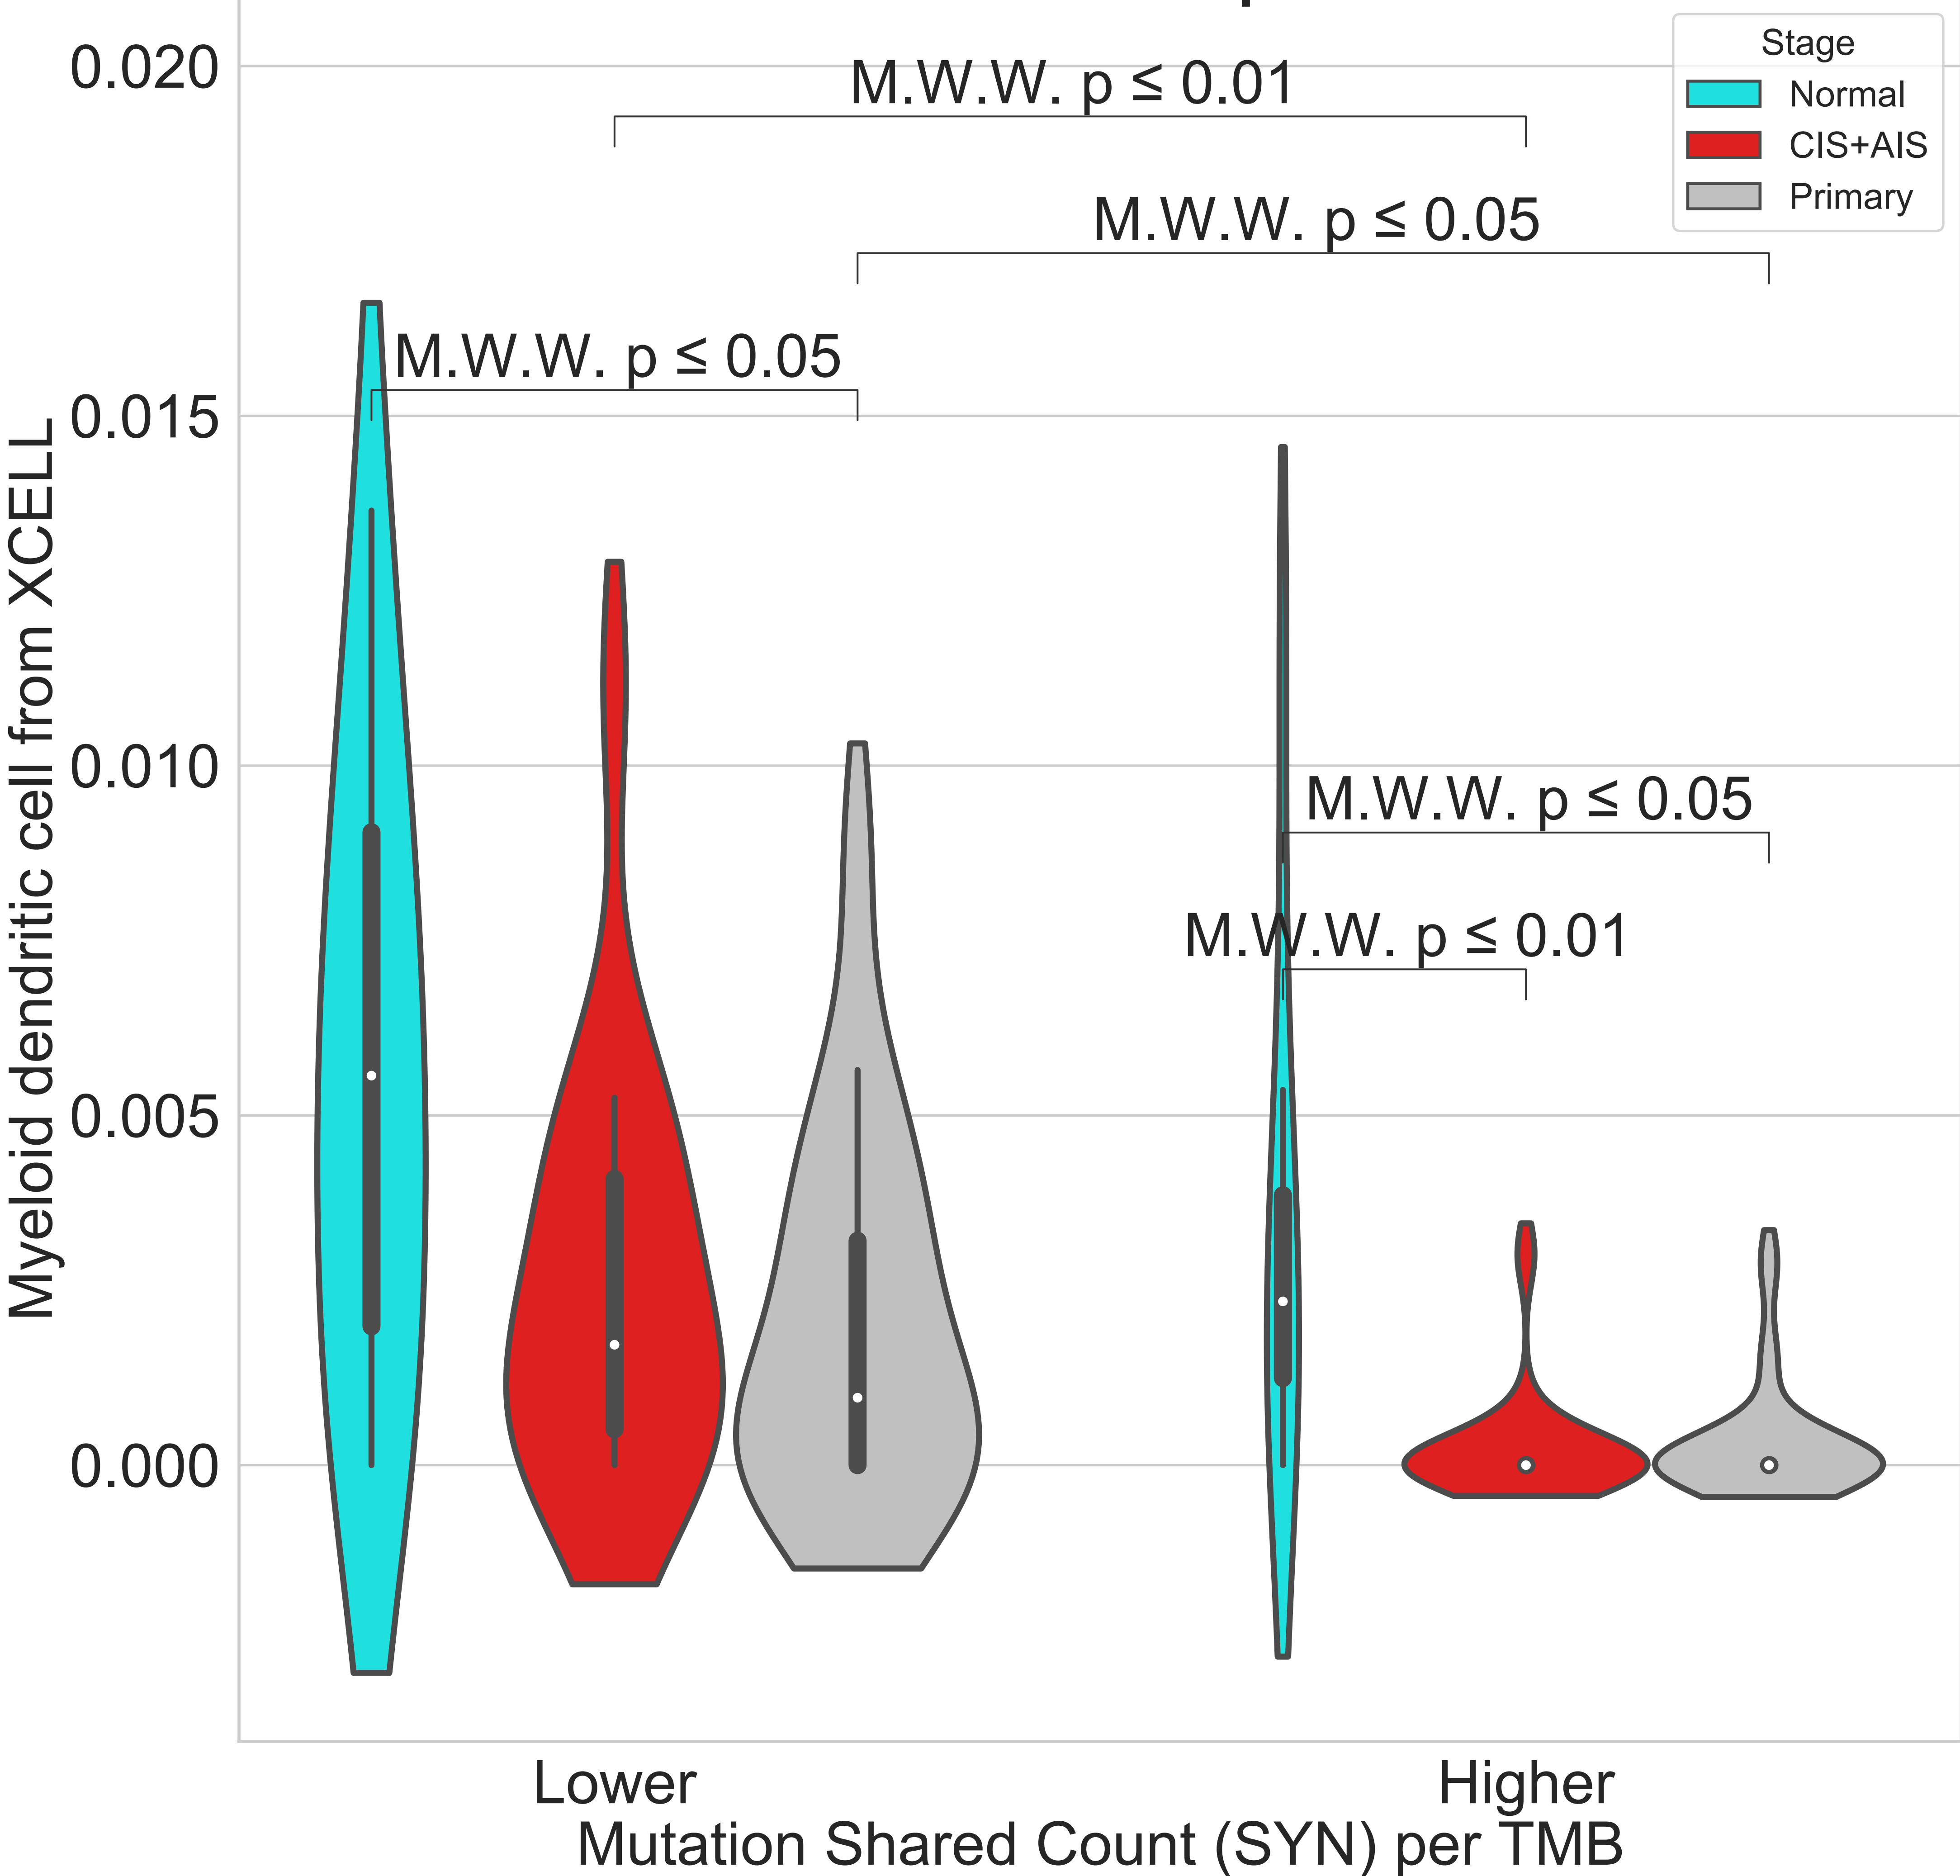 0.020
0.015
0.010
0.005
0.000
Myeloid dendritic cell from XCELL
M.W.W. p ≤ 0.01
M.W.W. p ≤ 0.05
M.W.W. p ≤ 0.05
M.W.W. p ≤ 0.05
M.W.W. p ≤ 0.01
Stage
Normal
CIS+AIS
Primary
Lower
Higher
Mutation Shared Count (SYN) per TMB